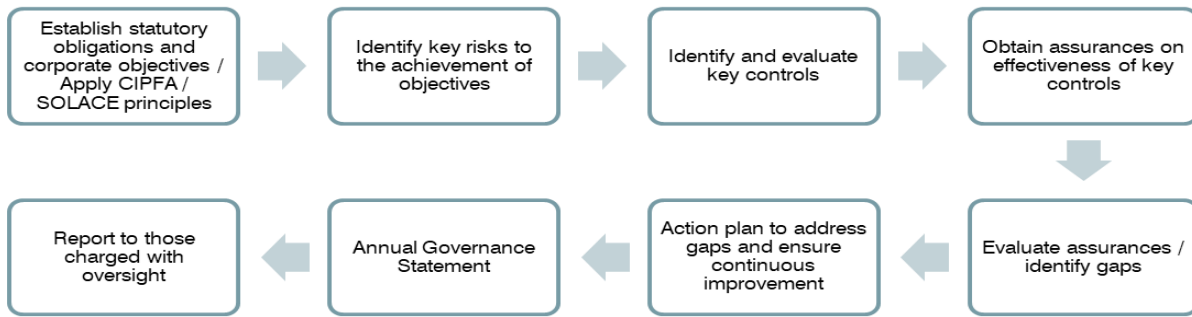 Establish statutory
obligations and
corporate objectives /
Apply CIPFA /
SOLACE principles
Identify key risks to
the achievement of
objectives
Identify and evaluate
key controls
Obtain assurances on
effectiveness of key
controls
Evaluate assurances /
identify gaps
Action plan to address
gaps and ensure
continuous
improvement
Annual Governance
Statement
Report to those
charged with
oversight